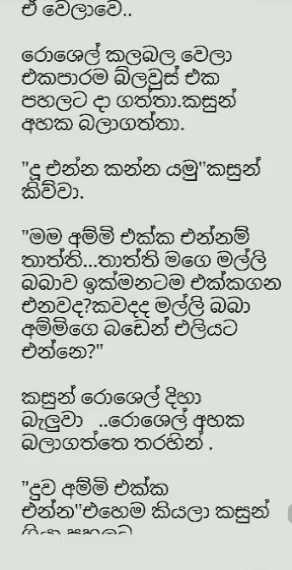 ඒ වෙලාවෙ..
රොශෙල් කලබල වෙලා
එකපාරම බ්ලවුස් එක
පහලට දා ගත්තා.කසුන්
අහක බලාගත්තා.
"දූ එන්න කන්න යමු"කසුන්
කිව්වා.
"මම අම්මි එක්ක එන්නම්
තාත්ති...තාත්ති මගෙ මල්ලි
බබාව ඉක්මනටම එක්කගන
එනවද?කවදද මල්ලි බබා
අම්මිගෙ බඩෙන් එලියට
එන්නෙ?"
කසුන් රොශෙල් දිහා
බැලුවා ..රොශෙල් අහක
බලාගත්තෙ තරහින් .
"දුව අම්මි එක්ක
එන්න"එහෙම කියලා කසුන්